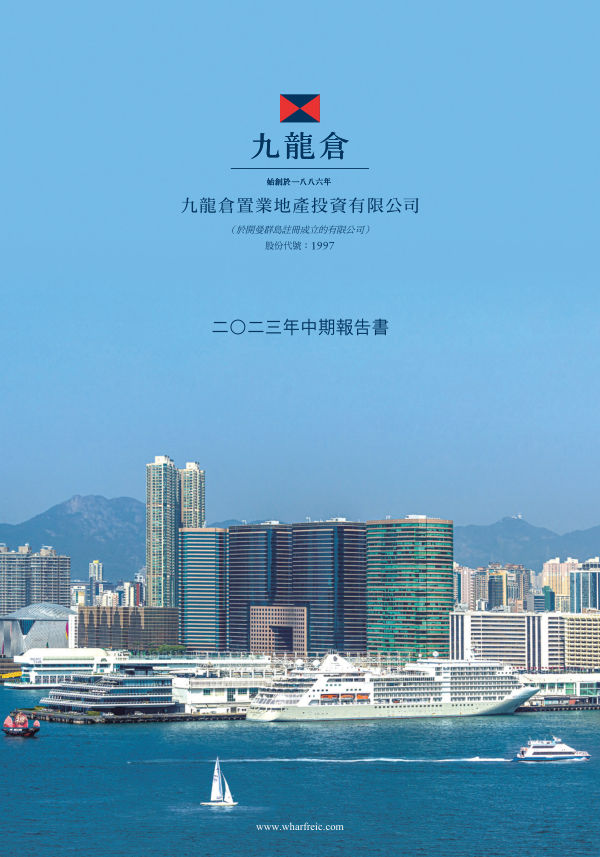 九龍倉
始創於一八八六年
九龍倉置業地產投資有限公司
（於開曼群島註冊成立的有限公司）
股份代號：1997
二〇二三年中期報告書
www.wharfreic.com